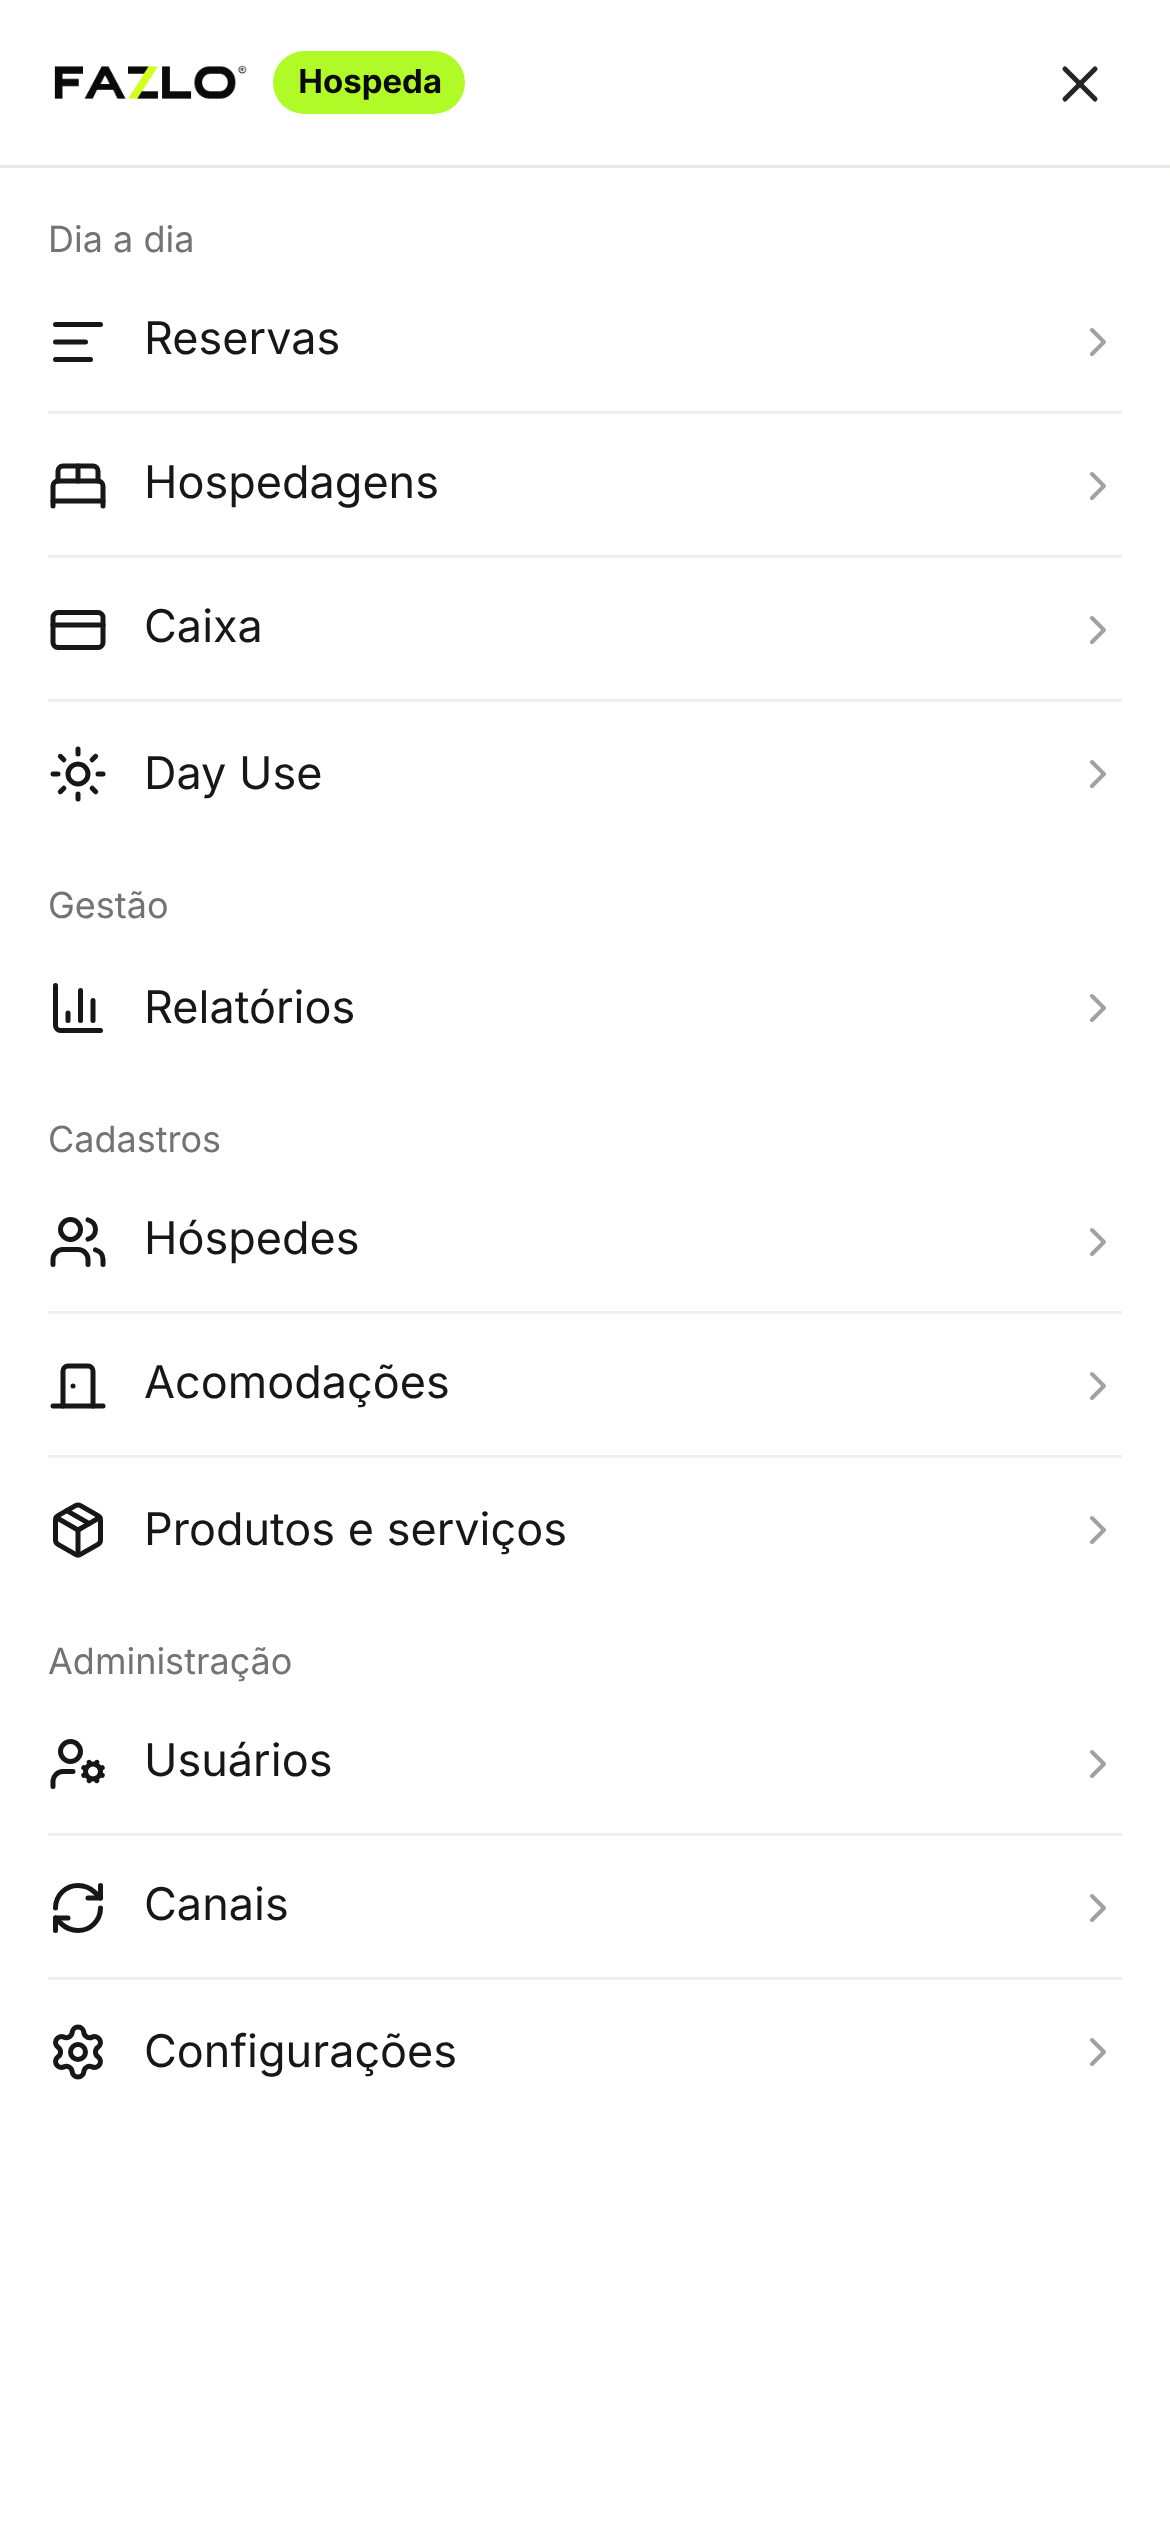 FAZLO® Hospeda
Dia a dia
Reservas
Hospedagens
Caixa
Day Use
Gestão
Relatórios
Cadastros
Hóspedes
Acomodações
Produtos e serviços
Administração
Usuários
Canais
Configurações